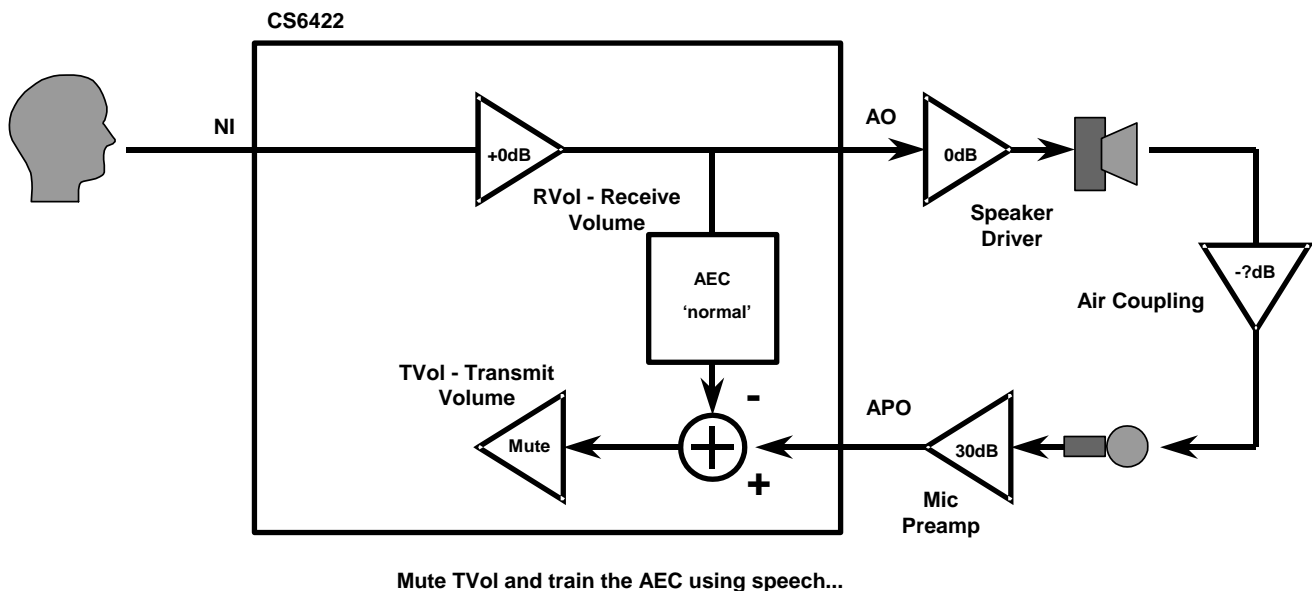 CS6422
NI
+0dB
RVol - Receive
Volume
AO
0dB
Speaker
Driver
-?dB
Air Coupling
AEC
‘normal’
TVol - Transmit
Volume
Mute
-
+
APO
30dB
Mic
Preamp
Mute TVol and train the AEC using speech...